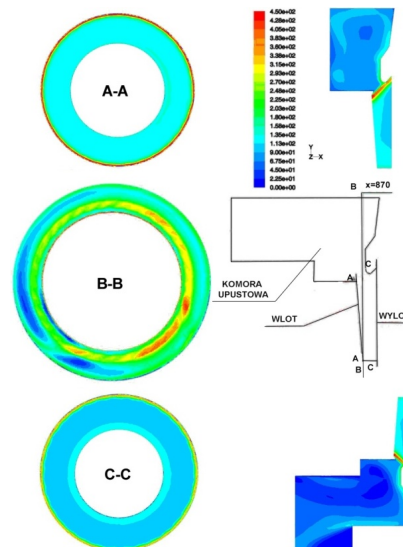 A-A
4.50e+02
4.28e+02
4.05e+02
3.83e+02
3.60e+02
3.38e+02
3.15e+02
2.93e+02
2.70e+02
2.48e+02
2.25e+02
2.03e+02
1.80e+02
1.58e+02
1.35e+02
1.13e+02
9.00e+01
6.75e+01
4.50e+01
2.25e+01
0.00e+00
Y
Z X
B x=870
B-B
C
A
KOMORA
UPUSTOWA
WLOT
WYLO
A
B C
C-C